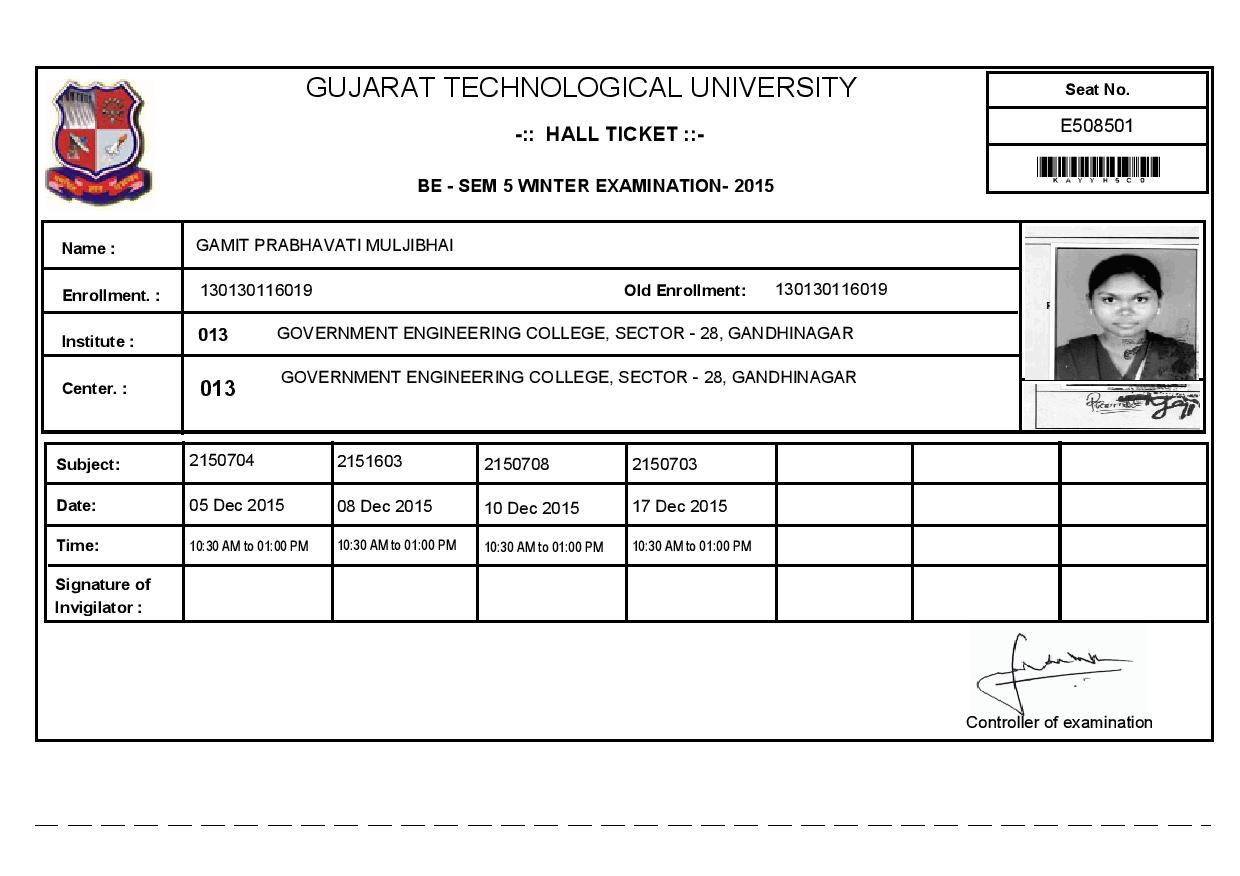 GUJARAT TECHNOLOGICAL UNIVERSITY
-:: HALL TICKET ::-
BE - SEM 5 WINTER EXAMINATION- 2015
Seat No.
E508501
K A Y Y H 5 C 0
Name : GAMIT PRABHAVATI MULJIBHAI
Enrollment. : 130130116019 Old Enrollment: 130130116019
Institute : 013 GOVERNMENT ENGINEERING COLLEGE, SECTOR - 28, GANDHINAGAR
Center. : 013 GOVERNMENT ENGINEERING COLLEGE, SECTOR - 28, GANDHINAGAR
Subject: 2150704 2151603 2150708 2150703
Date: 05 Dec 2015 08 Dec 2015 10 Dec 2015 17 Dec 2015
Time: 10:30 AM to 01:00 PM 10:30 AM to 01:00 PM 10:30 AM to 01:00 PM 10:30 AM to 01:00 PM
Signature of
Invigilator :
Controller of examination